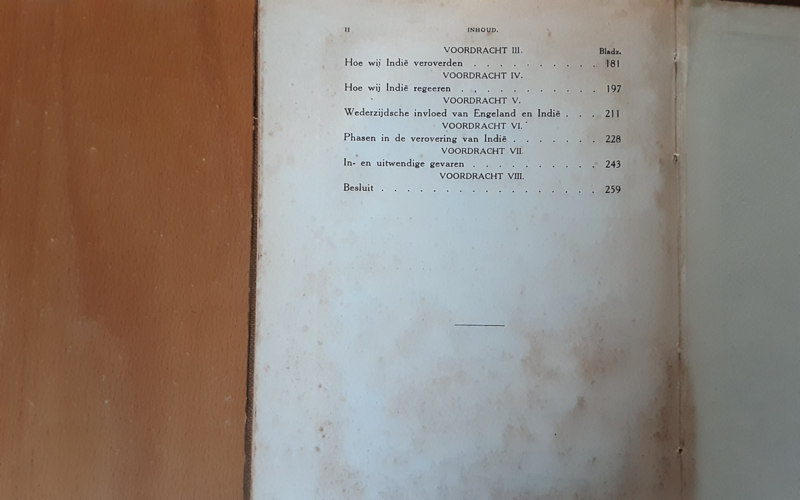 II INHOUD.
VOORDRACHT III. Bladz.
Hoe wij Indië veroverden . . . . . . . . . . 181
VOORDRACHT IV.
Hoe wij Indië regeeren . . . . . . . . . . 197
VOORDRACHT V.
Wederzijdsche invloed van Engeland en Indië . . . 211
VOORDRACHT VI.
Phasen in de verovering van Indië . . . . . . . 228
VOORDRACHT VII.
In- en uitwendige gevaren . . . . . . . . . . . 243
VOORDRACHT VIII.
Besluit . . . . . . . . . . . . . . . . . . 259